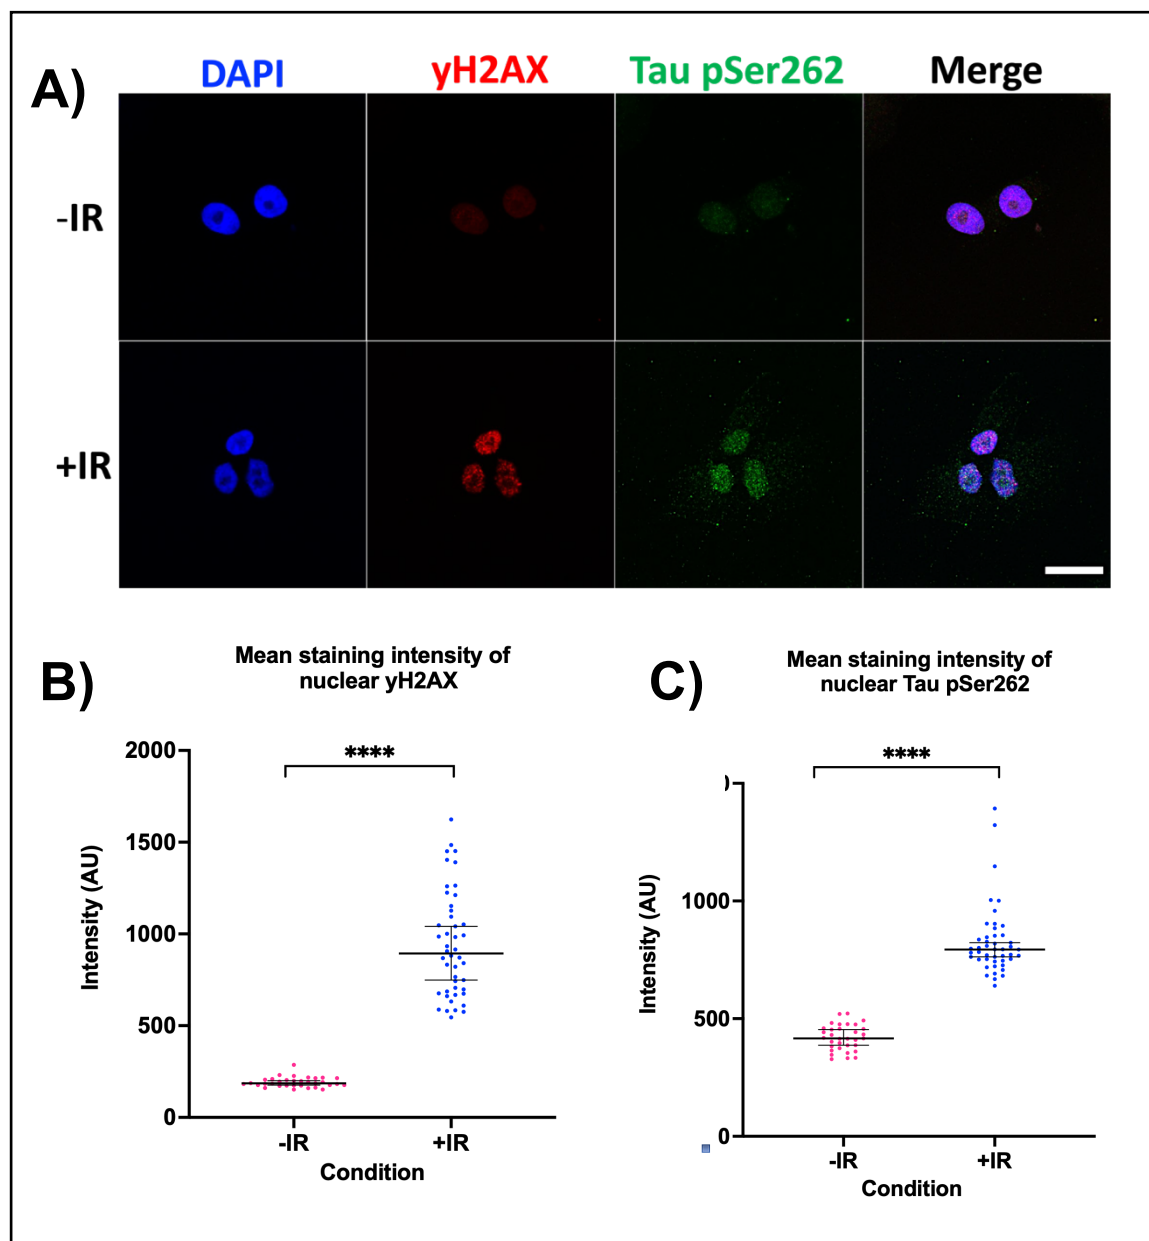 A)
DAPI yH2AX Tau pSer262 Merge
-IR
+IR
B)
Mean staining intensity of
nuclear yH2AX
****
2000
1500
1000
500
0
Intensity (AU)
-IR +IR
Condition
C)
Mean staining intensity of
nuclear Tau pSer262
****
1000
500
0
Intensity (AU)
-IR +IR
Condition